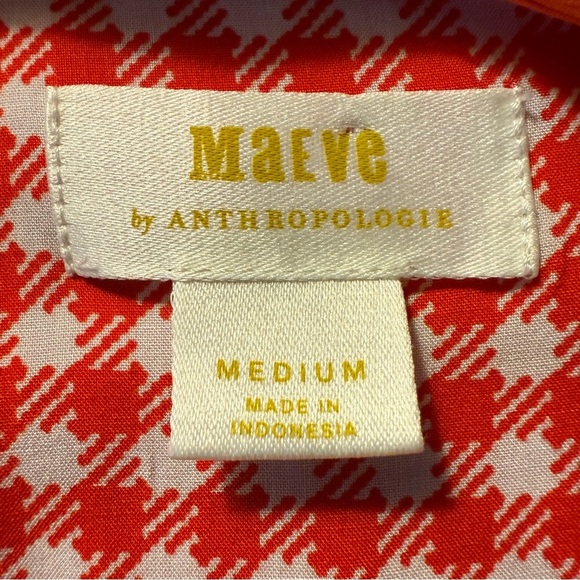 MaEve
by ANTHROPOLOGIE
MEDIUM
MADE IN
INDONESIA